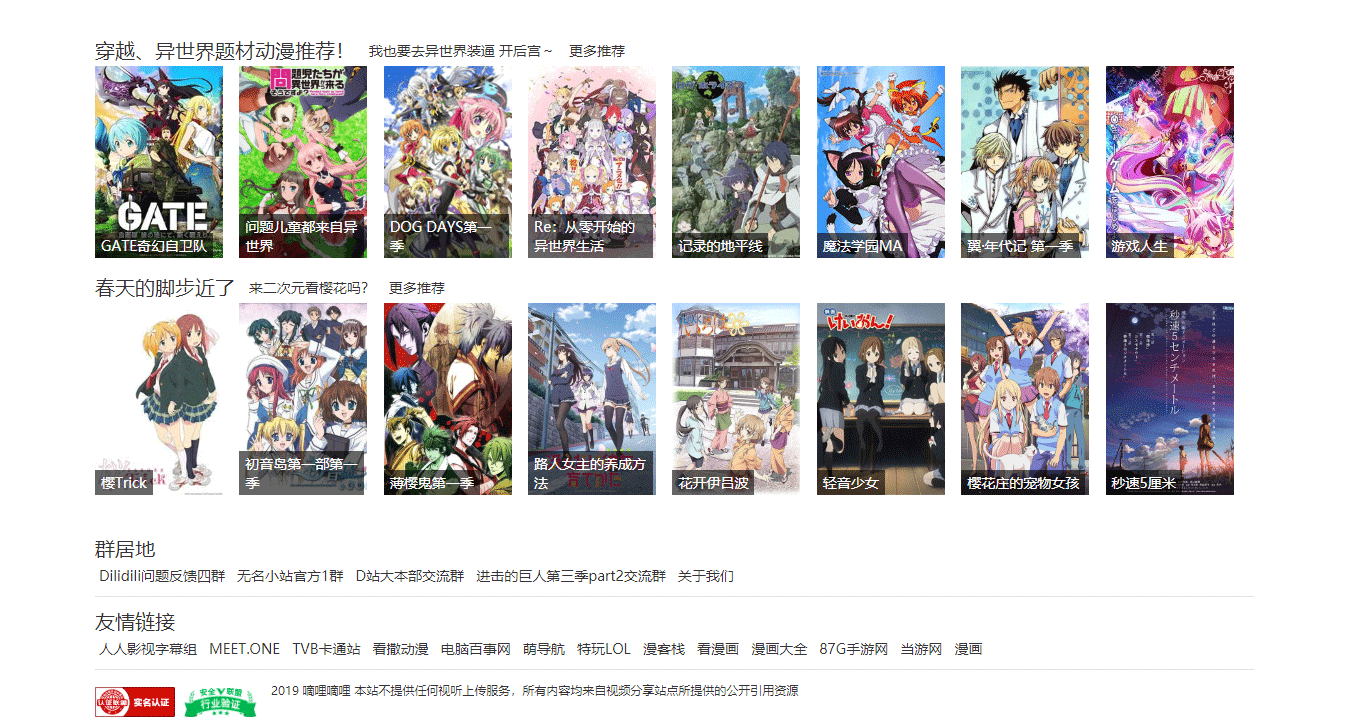 穿越、异世界题材动漫推荐！ 我也要去异世界装逼 开后宫~ 更多推荐
GATE
GATE奇幻自卫队
問題児たちが
異世界から来る
そうですよ？
问题儿童都来自异
世界
DOG DAYS第一
季
Re：从零开始的
异世界生活
记录的地平线
魔法学园MA
翼·年代记 第一季
游戏人生
春天的脚步近了 来二次元看樱花吗? 更多推荐
樱Trick
初音岛第一部第一
季
薄樱鬼第一季
路人女主的养成方
法
花开伊吕波
けいおん!
轻音少女
樱花庄的宠物女孩
秒速5センチメートル
秒速5厘米
群居地
Dilidili问题反馈四群 无名小站官方1群 D站大本部交流群 进击的巨人第三季part2交流群 关于我们
友情链接
人人影视字幕组 MEET.ONE TVB卡通站 看撒动漫 电脑百事网 萌导航 特玩LOL 漫客栈 看漫画 漫画大全 87G手游网 当游网 漫画
认证联盟 实名认证
安全联盟
行业验证
2019 嘀哩嘀哩 本站不提供任何视听上传服务，所有内容均来自视频分享站点所提供的公开引用资源